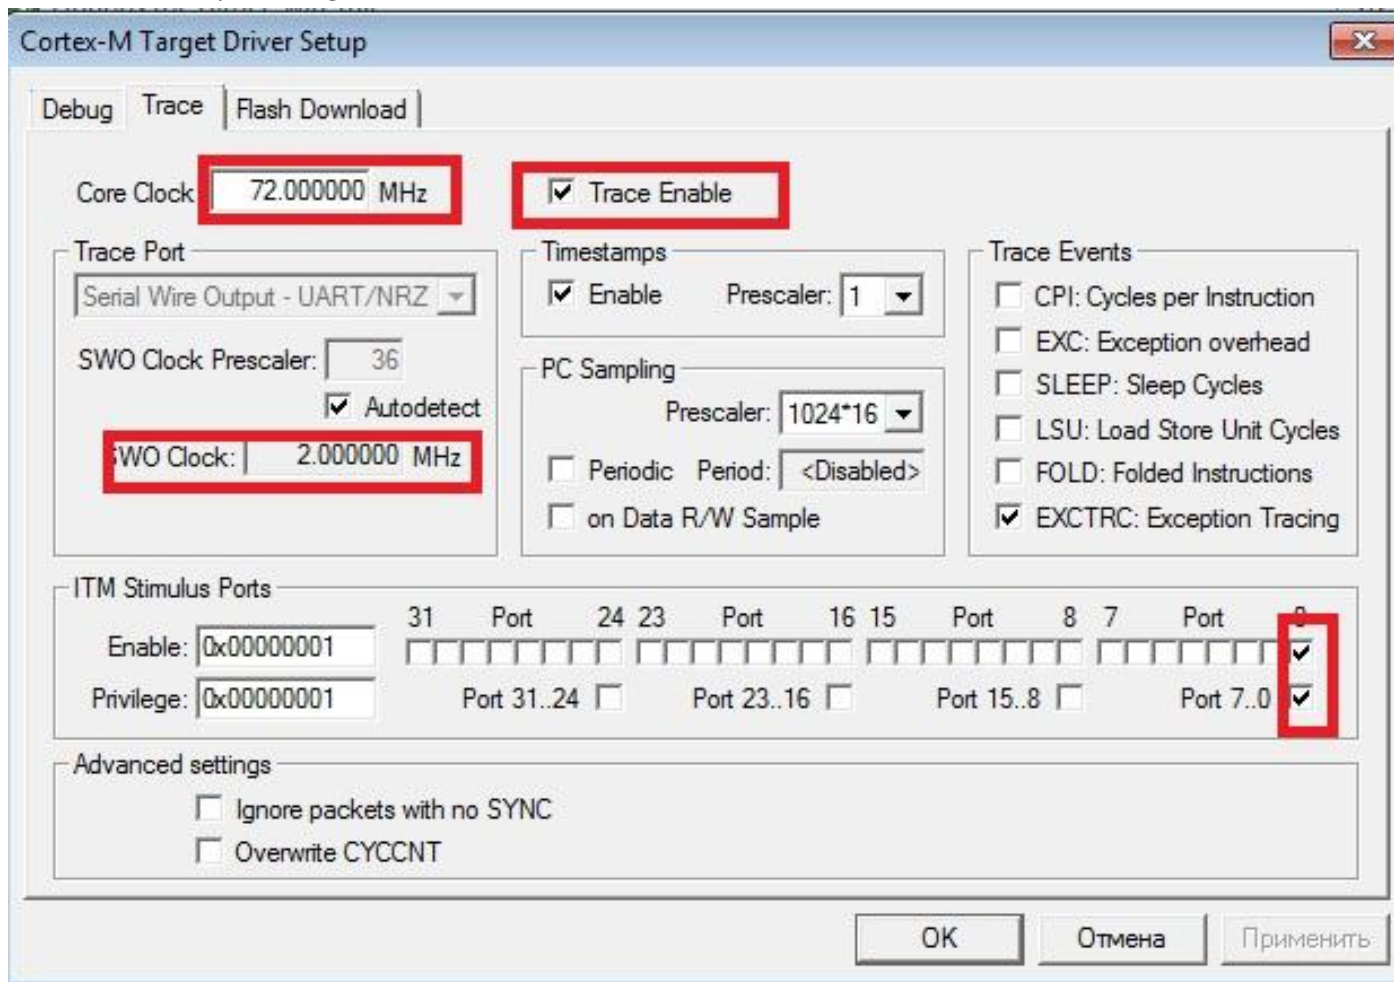 Cortex-M Target Driver Setup
Debug Trace Flash Download
Core Clock 72.000000 MHz
Trace Enable
Trace Port
Serial Wire Output - UART/NRZ
SWO Clock Prescaler: 36
Autodetect
SWO Clock: 2.000000 MHz
Timestamps
Enable Prescaler: 1
PC Sampling
Prescaler: 1024*16
Periodic Period: <Disabled>
on Data R/W Sample
Trace Events
CPI: Cycles per Instruction
EXC: Exception overhead
SLEEP: Sleep Cycles
LSU: Load Store Unit Cycles
FOLD: Folded Instructions
EXCTRC: Exception Tracing
ITM Stimulus Ports
31 Port 24 23 Port 16 15 Port 8 7 Port 0
Enable: 0x00000001
Privilege: 0x00000001 Port 31..24 Port 23..16 Port 15..8 Port 7..0
Advanced settings
Ignore packets with no SYNC
Overwrite CYCCNT
OK Отмена Применить